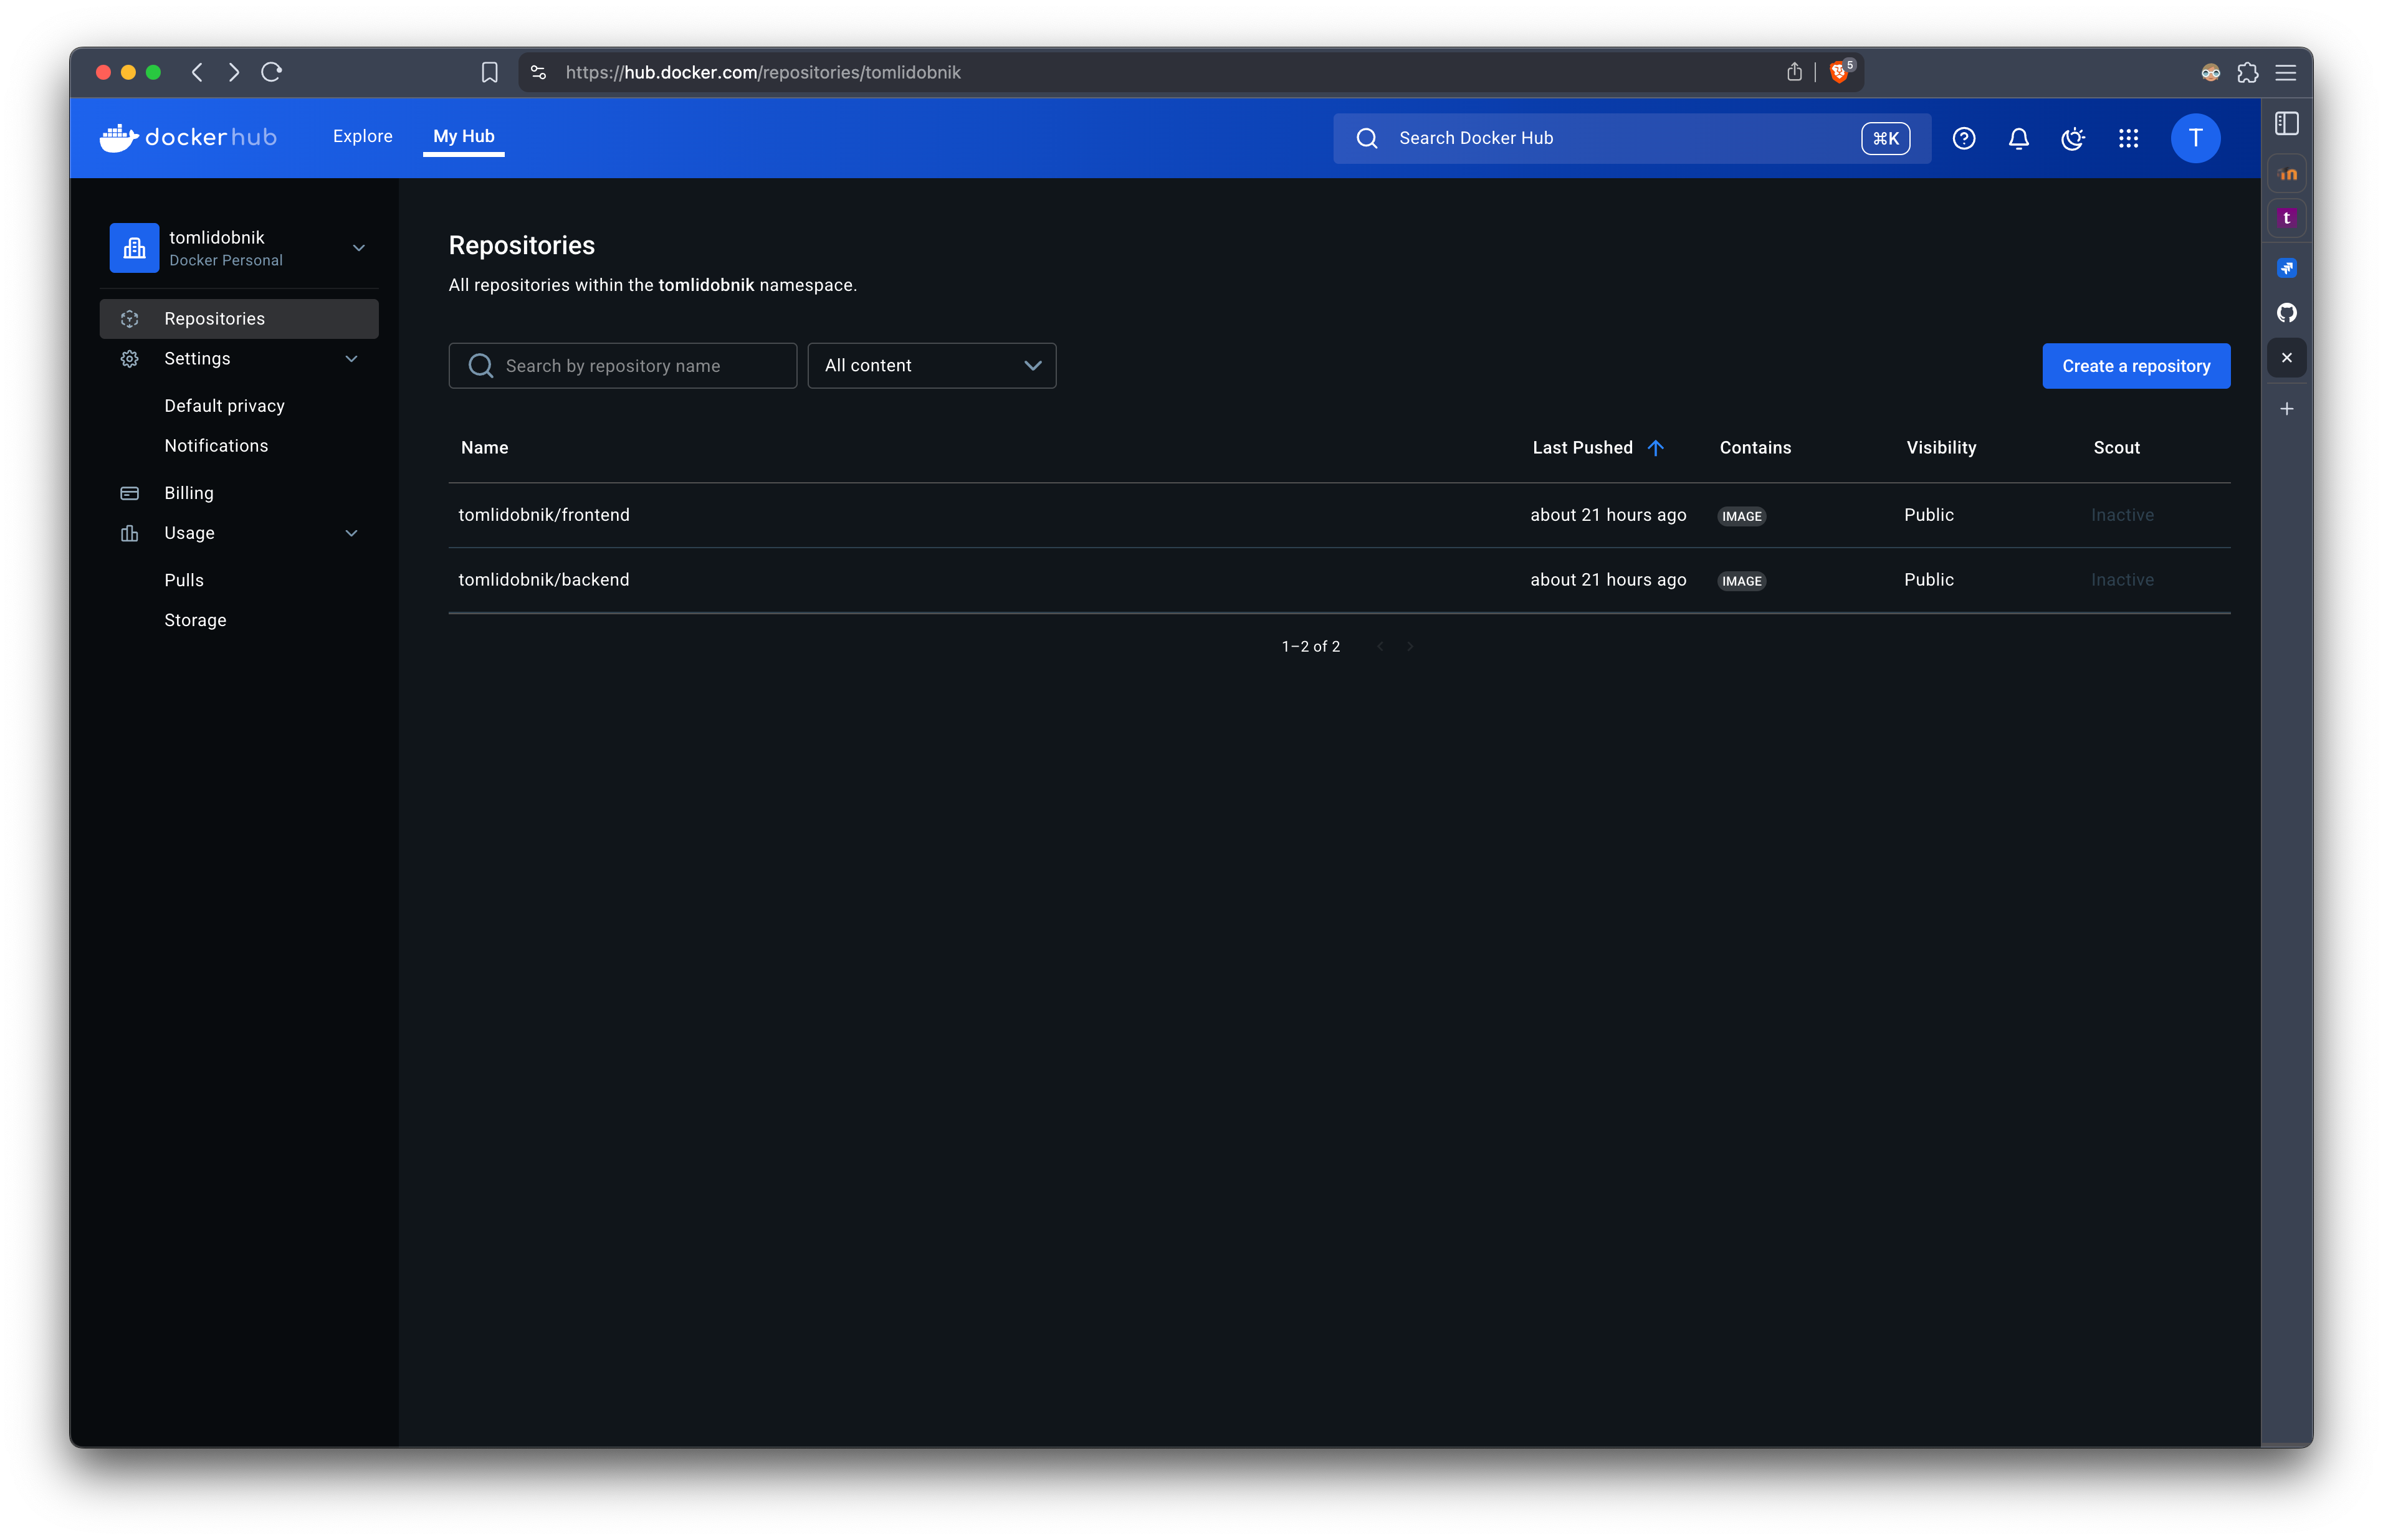 https://hub.docker.com/repositories/tomlidobnik
5
dockerhub
Explore
My Hub
Search Docker Hub
⌘K
T
in
t
tomlidobnik
Docker Personal
Repositories
Settings
Default privacy
Notifications
Billing
Usage
Pulls
Storage
Repositories
All repositories within the tomlidobnik namespace.
Search by repository name
All content
Create a repository
Name Last Pushed Contains Visibility Scout
tomlidobnik/frontend about 21 hours ago IMAGE Public Inactive
tomlidobnik/backend about 21 hours ago IMAGE Public Inactive
1–2 of 2